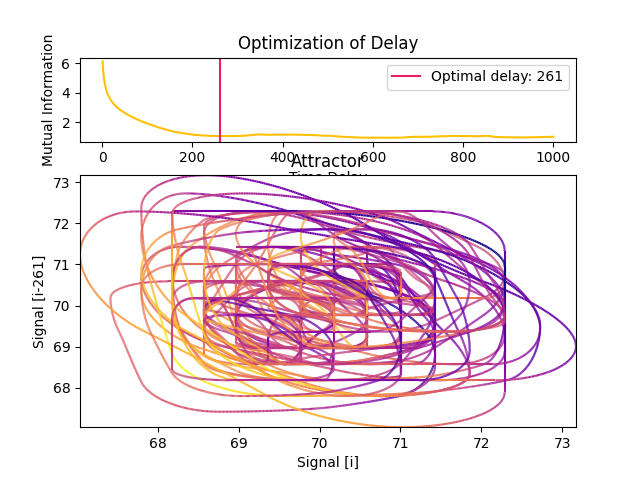 Optimization of Delay
Mutual Information
6
4
2
Optimal delay: 261
0 200 400 600 800 1000
Time Delay
Attractor
Signal [i-261]
73
72
71
70
69
68
68 69 70 71 72 73
Signal [i]